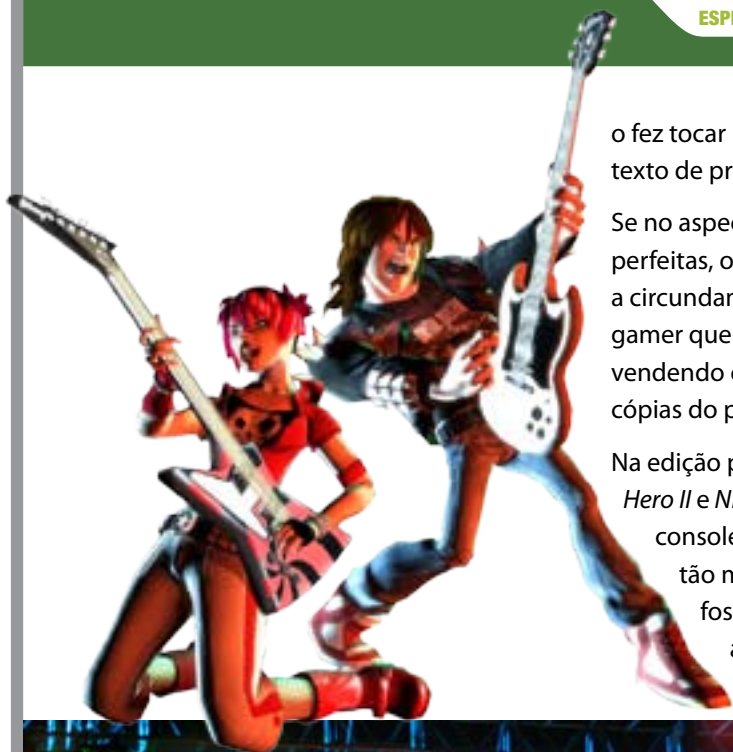 ESP
o fez tocar
texto de pr
Se no aspec
perfeitas, o
a circundar
gamer que
vendendo
cópias do p
Na edição p
Hero II e N
console
tão n
fos
a